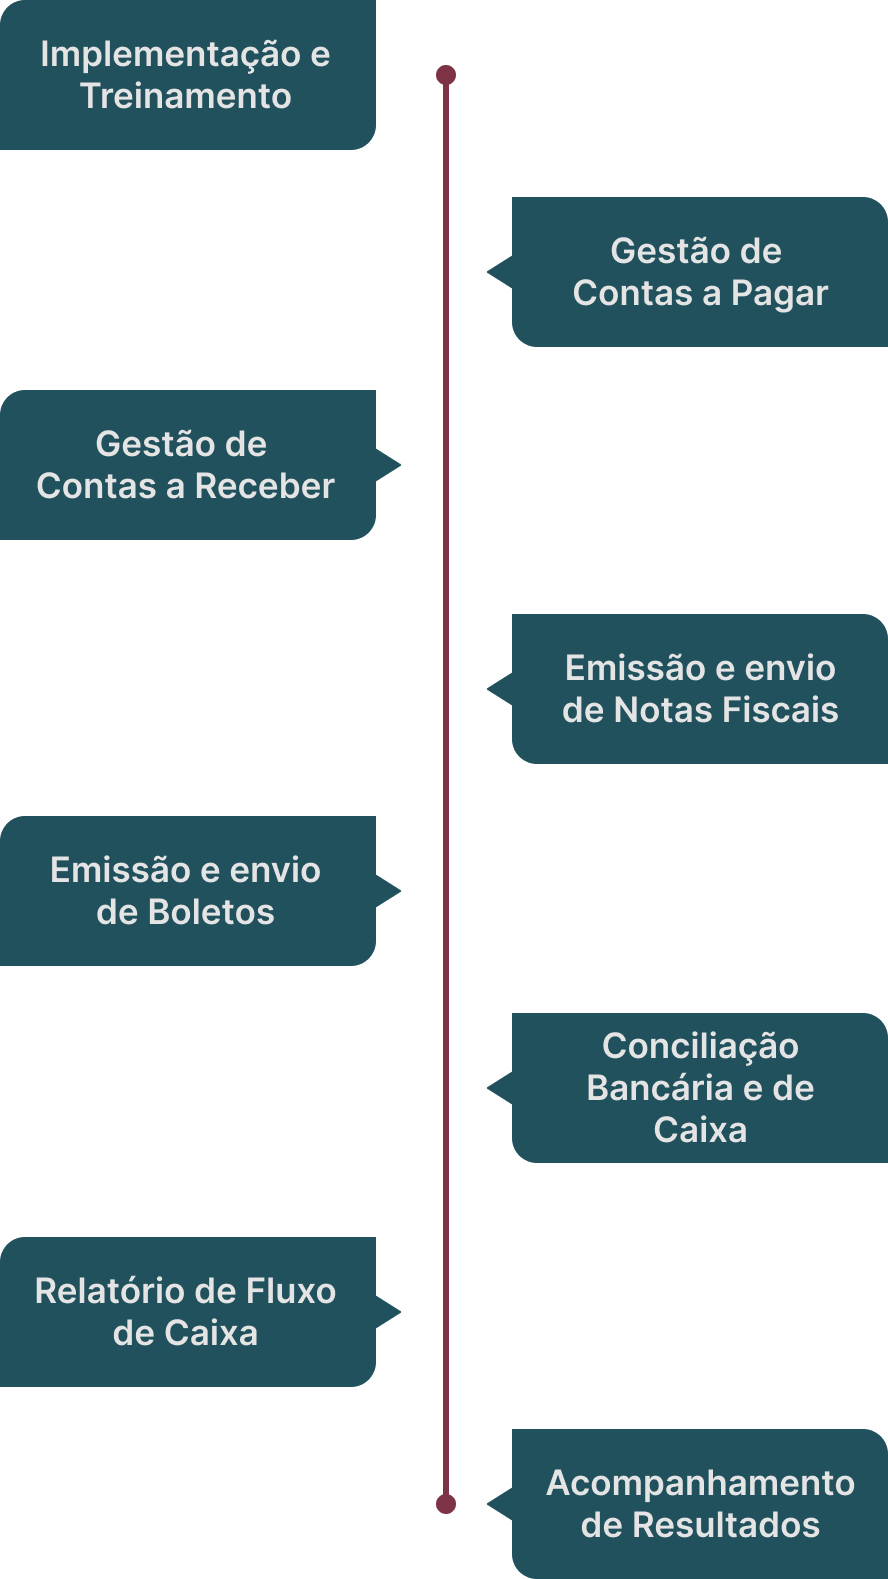 Implementação e
Treinamento
Gestão de
Contas a Pagar
Gestão de
Contas a Receber
Emissão e envio
de Notas Fiscais
Emissão e envio
de Boletos
Conciliação
Bancária e de
Caixa
Relatório de Fluxo
de Caixa
Acompanhamento
de Resultados